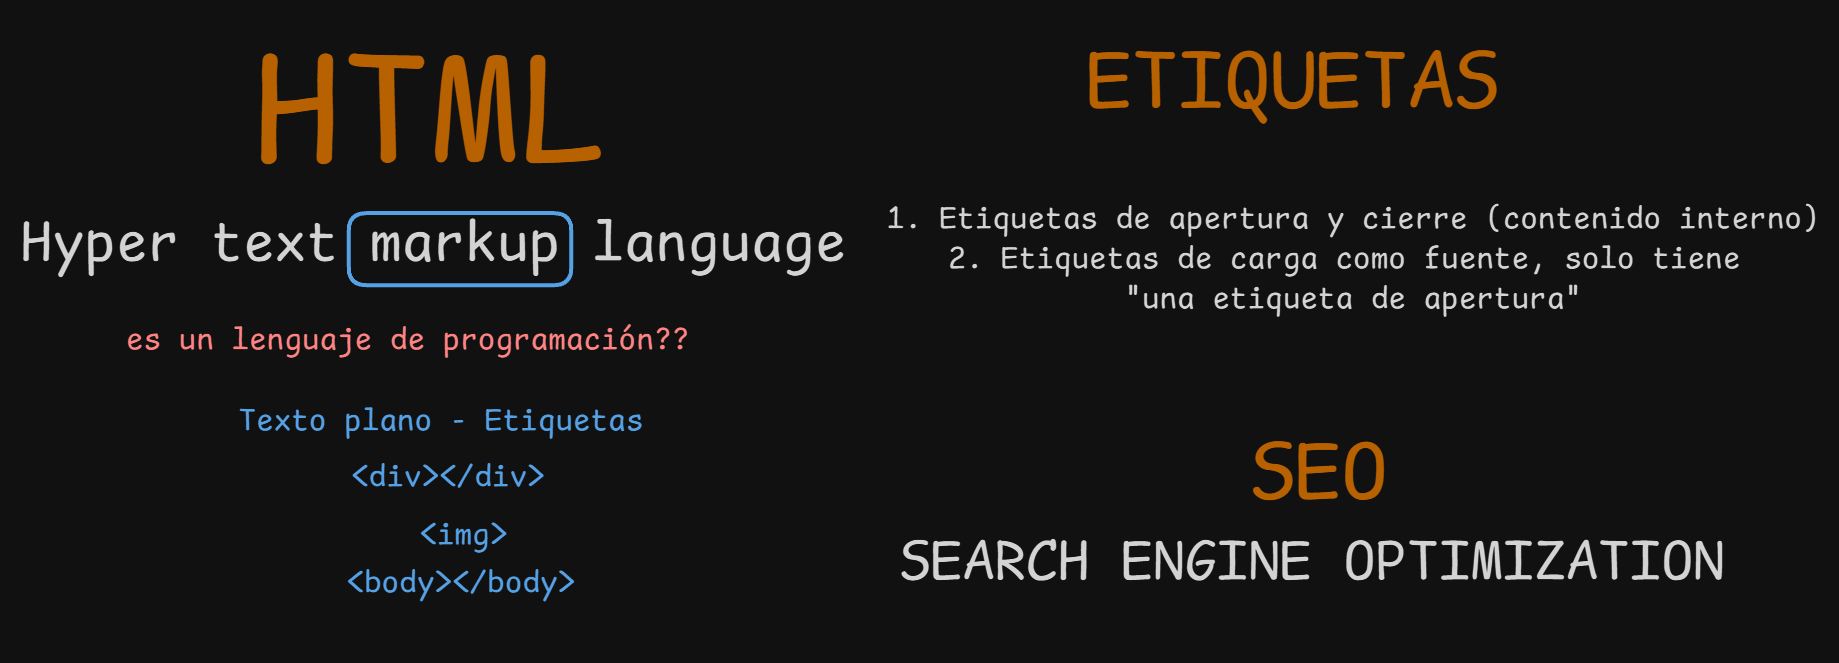 HTML
Hyper text markup language
es un lenguaje de programación??
Texto plano - Etiquetas
<div></div>
<img>
<body></body>
ETIQUETAS
1. Etiquetas de apertura y cierre (contenido interno)
2. Etiquetas de carga como fuente, solo tiene
"una etiqueta de apertura"
SEO
SEARCH ENGINE OPTIMIZATION